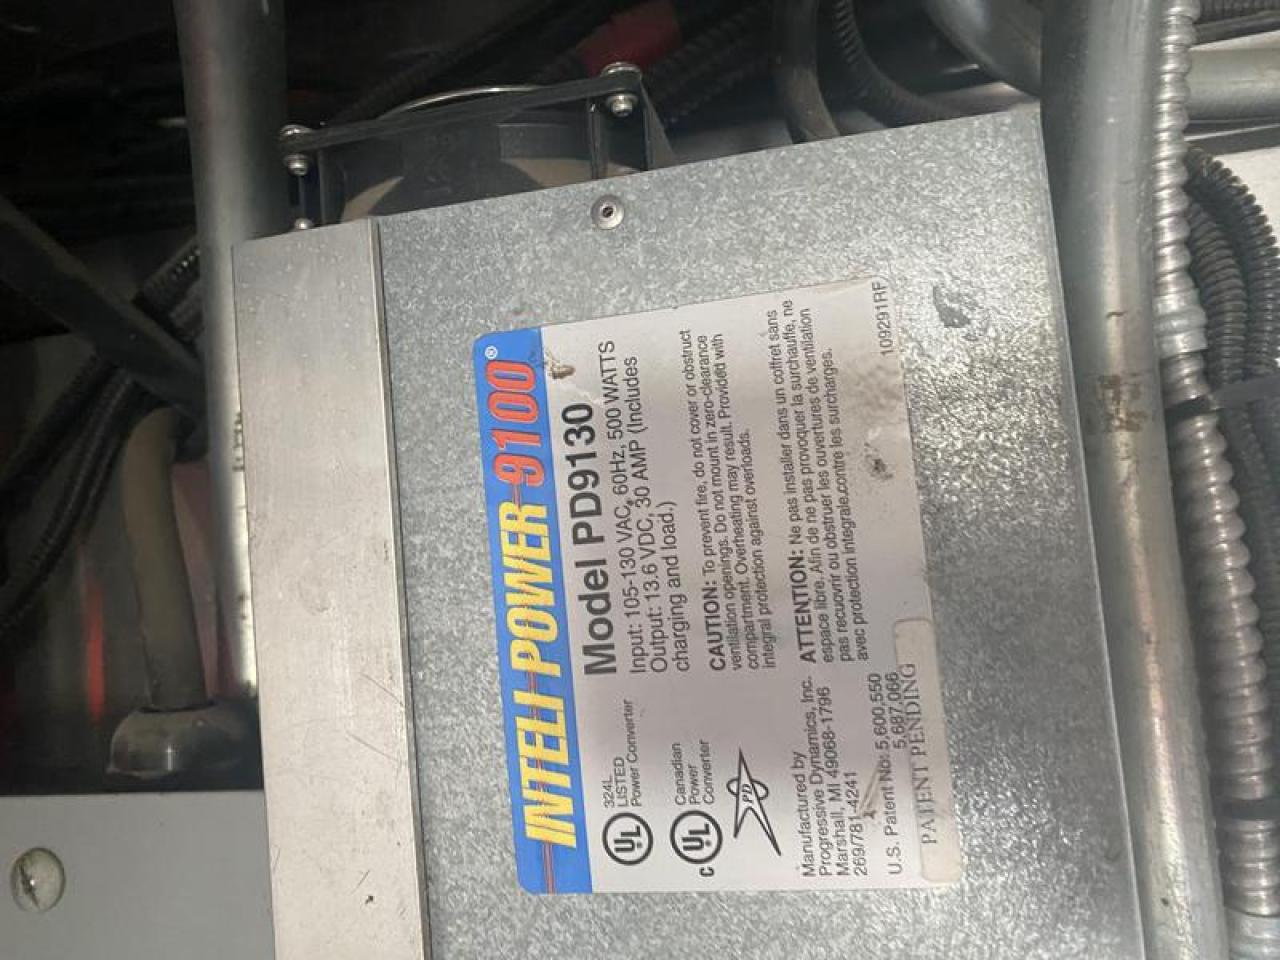 INTELI-POWER 9100®
Model PD9130
Input: 105-130 VAC, 60Hz, 500 WATTS
Output: 13.6 VDC, 30 AMP (Includes
charging and load.)
CAUTION: To prevent fire, do not cover or obstruct
ventilation openings. Do not mount in zero-clearance
compartment. Overheating may result. Provided with
integral protection against overloads.
ATTENTION: Ne pas installer dans un coffret sans
espace libre. Afin de ne pas provoquer la surchauffe, ne
pas recuovrir ou obstruer les ouvertures de ventilation
avec protection integrale.contre les surcharges.
109291RF
UL
324L
LISTED
Power Converter
c UL
Canadian
Power
Converter
PD
Manufactured by
Progressive Dynamics, Inc.
Marshall, MI 49068-1796
269/781-4241
U.S. Patent No: 5,600,550
5,687,066
PATENT PENDING